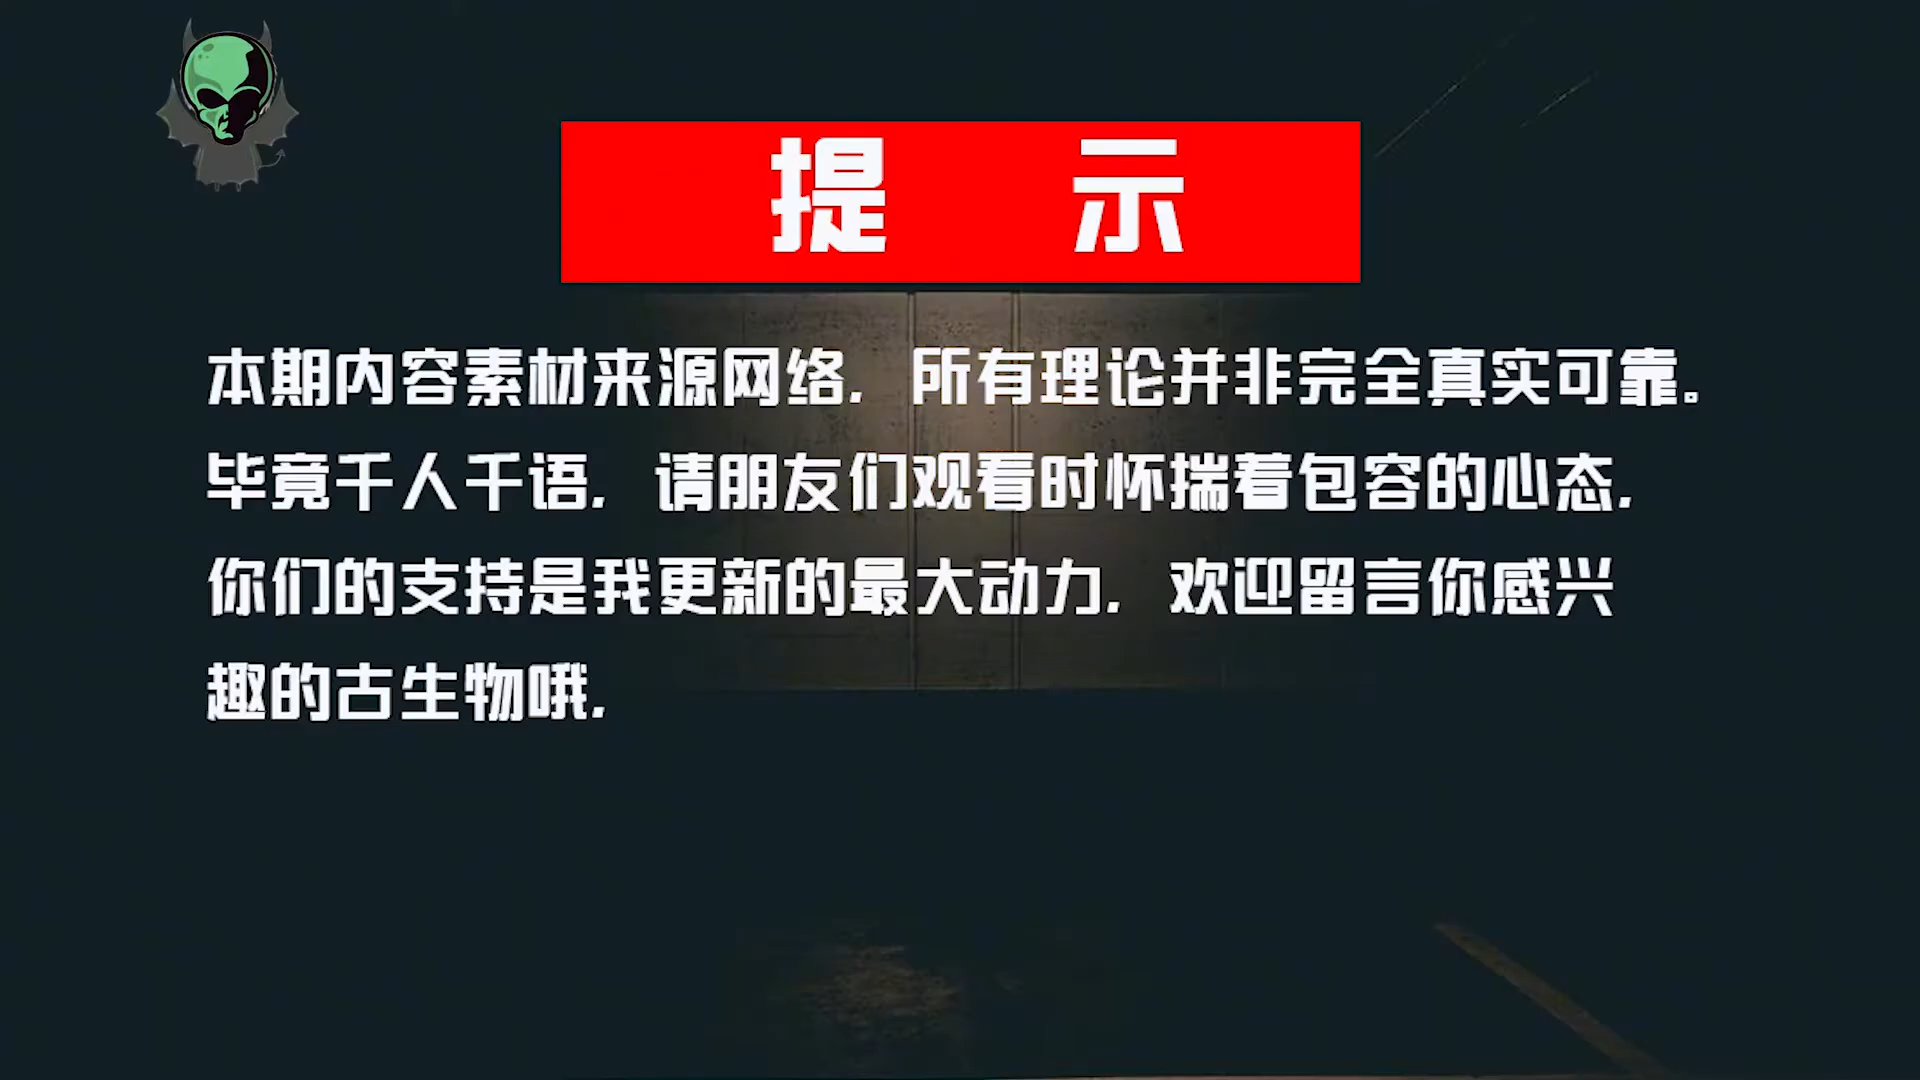 提 示
本期内容素材来源网络，所有理论并非完全真实可靠。
毕竟千人千语，请朋友们观看时怀揣着包容的心态，
你们的支持是我更新的最大动力，欢迎留言你感兴
趣的古生物哦，